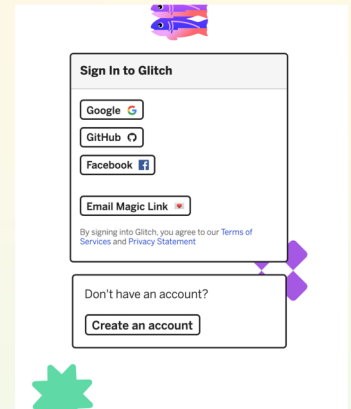 Sign In to Glitch
Google
GitHub
Facebook
Email Magic Link
By signing into Glitch, you agree to our Terms of
Services and Privacy Statement
Don't have an account?
Create an account